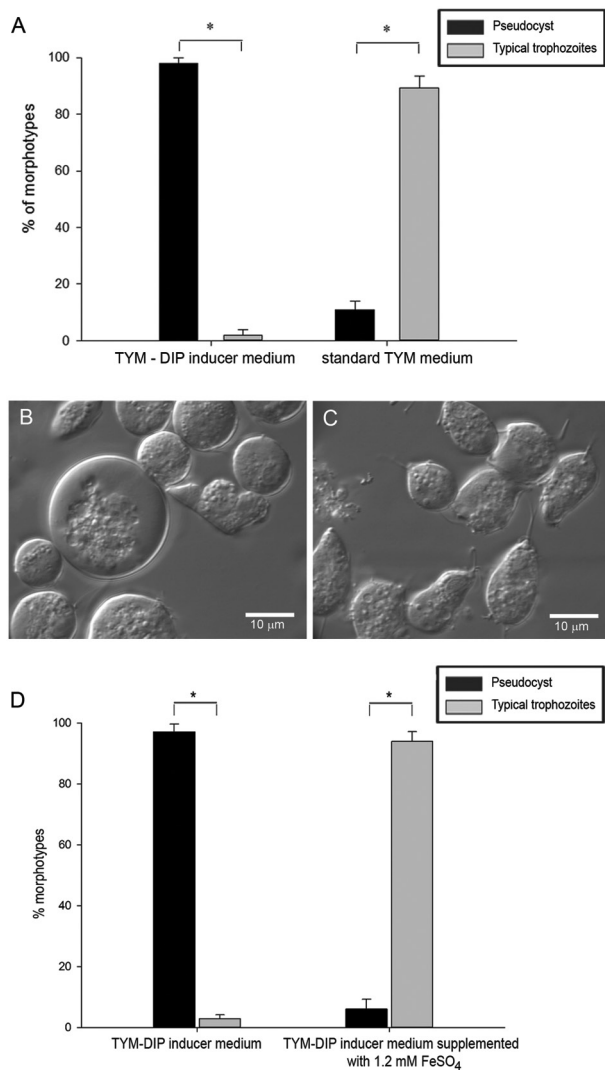 A
*
*
Pseudocyst
Typical trophozoites
% of morphotypes
100
80
60
40
20
0
TYM - DIP inducer medium
standard TYM medium
B
10 µm
C
10 µm
D
*
*
Pseudocyst
Typical trophozoites
% morphotypes
100
80
60
40
20
0
TYM-DIP inducer medium
TYM-DIP inducer medium supplemented
with 1.2 mM FeSO₄